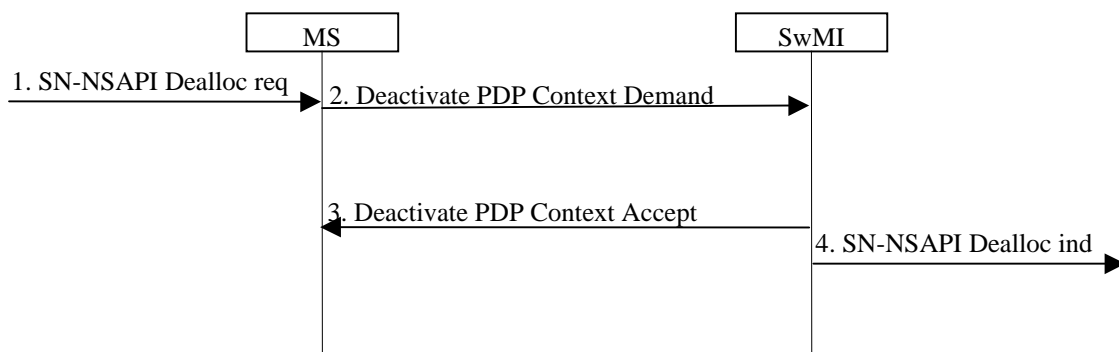 MS
SwMI
1. SN-NSAPI Dealloc req
2. Deactivate PDP Context Demand
3. Deactivate PDP Context Accept
4. SN-NSAPI Dealloc ind